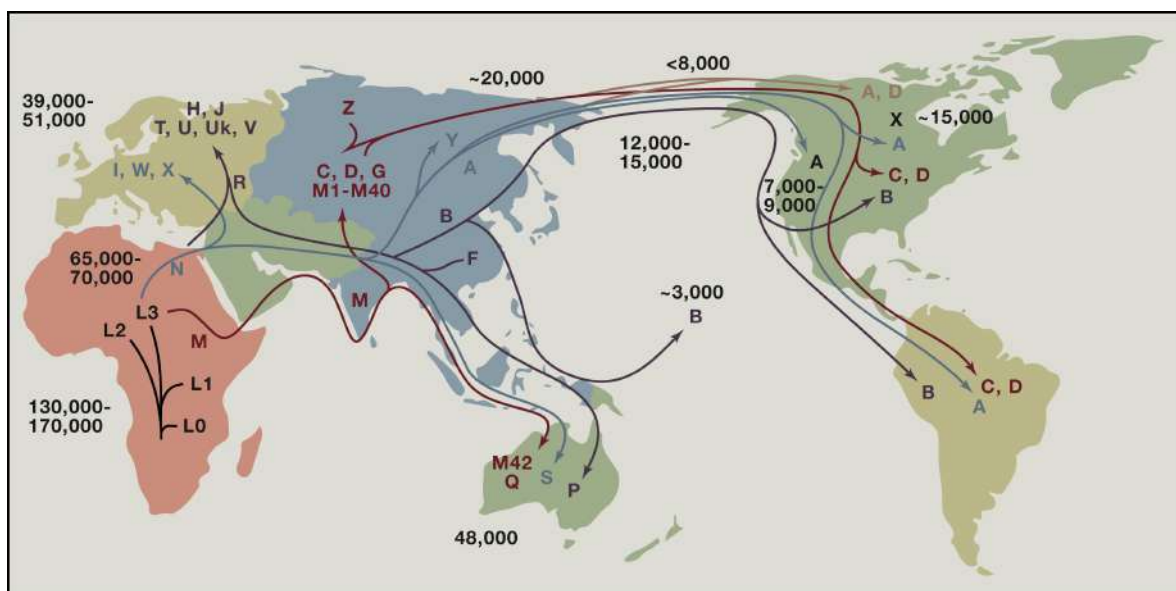 39,000-
51,000
H, J
T, U, Uk, V
I, W, X
R
65,000-
70,000
N
L3
L2
M
L1
L0
130,000-
170,000
Z
C, D, G
M1-M40
Y
A
B
F
M
~20,000
<8,000
12,000-
15,000
A, D
X
~15,000
A
A
C, D
B
7,000-
9,000
~3,000
B
B
C, D
A
M42
Q
S
P
48,000